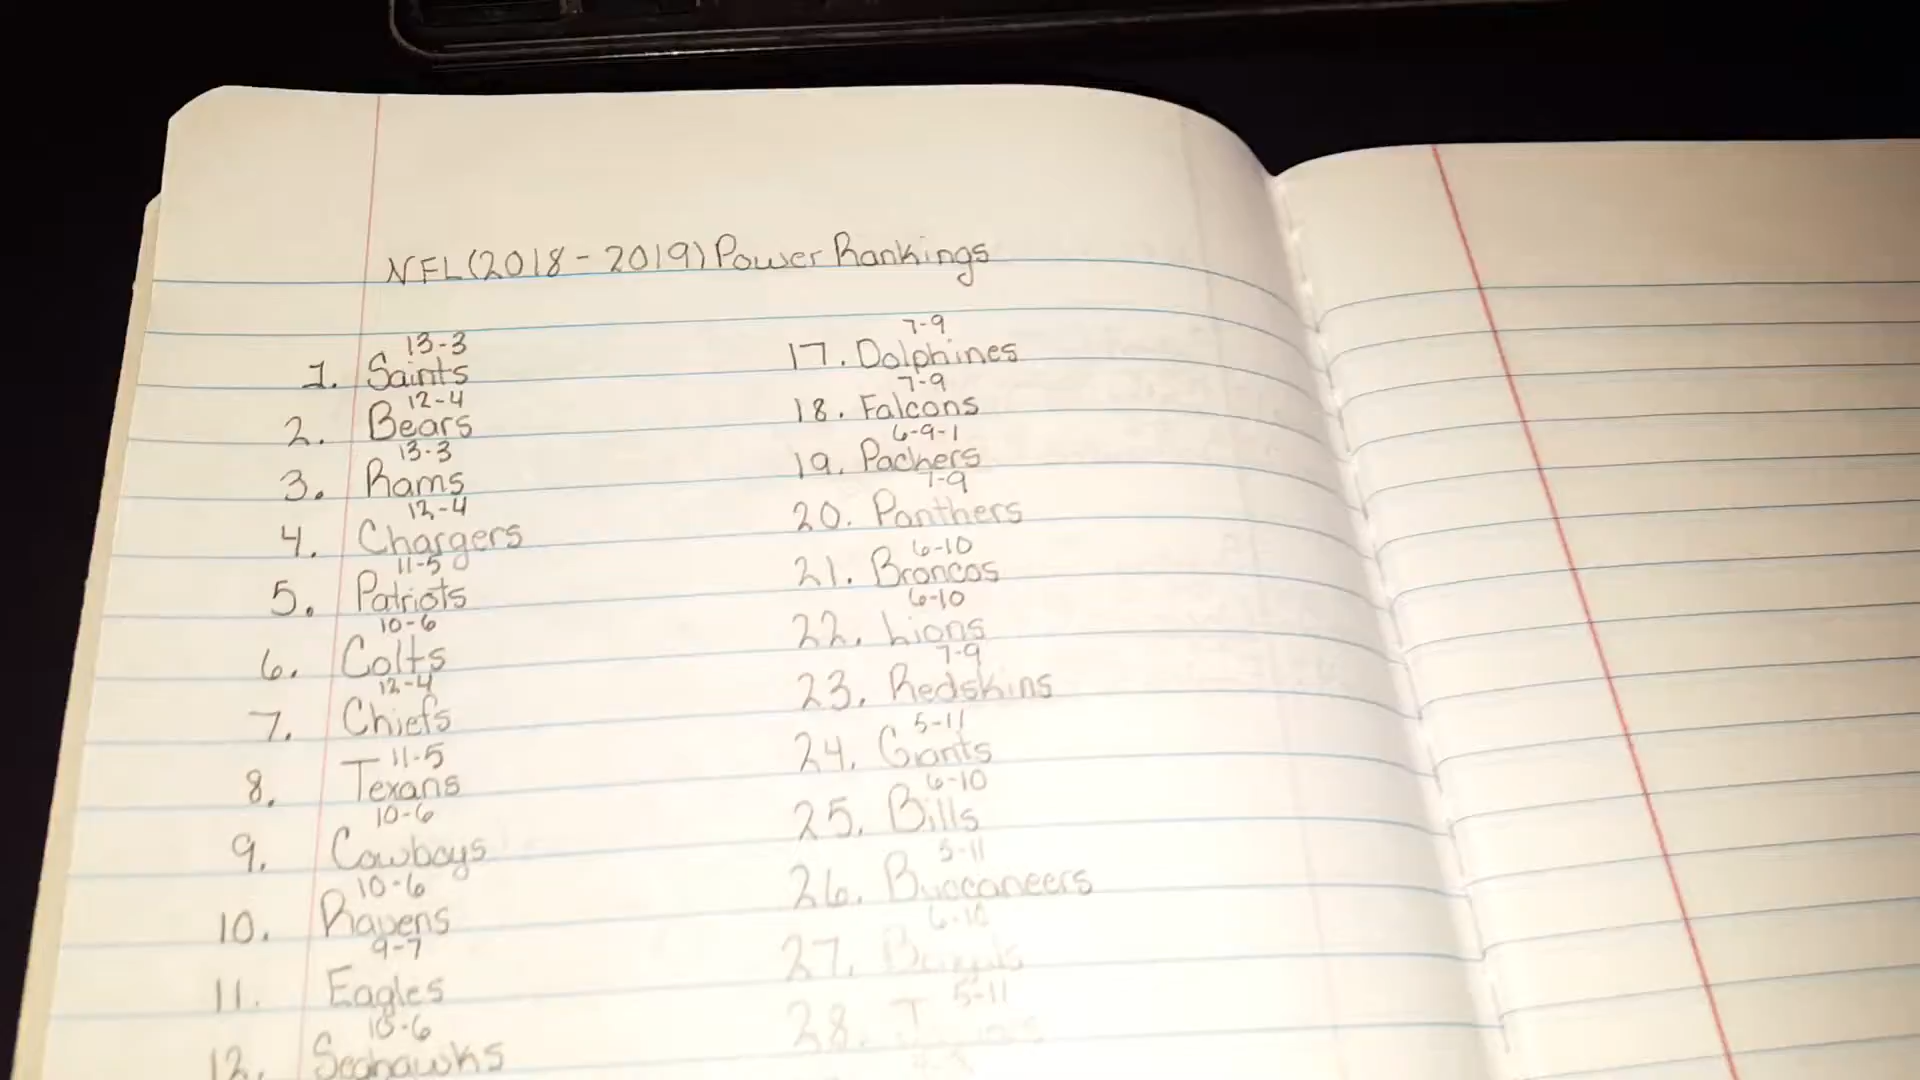 NFL(2018-2019) Power Rankings
13-3
1. Saints
12-4
2. Bears
13-3
3. Rams
12-4
4. Chargers
11-5
5. Patriots
10-6
6. Colts
12-4
7. Chiefs
11-5
8. Texans
10-6
9. Cowboys
10-6
10. Ravens
9-7
11. Eagles
10-6
12. Seahawks
7-9
17. Dolphines
7-9
18. Falcons
6-9-1
19. Packers
7-9
20. Panthers
6-10
21. Broncos
6-10
22. Lions
7-9
23. Redskins
5-11
24. Giants
6-10
25. Bills
5-11
26. Buccaneers
6-10
27. Bengals
5-11
28.